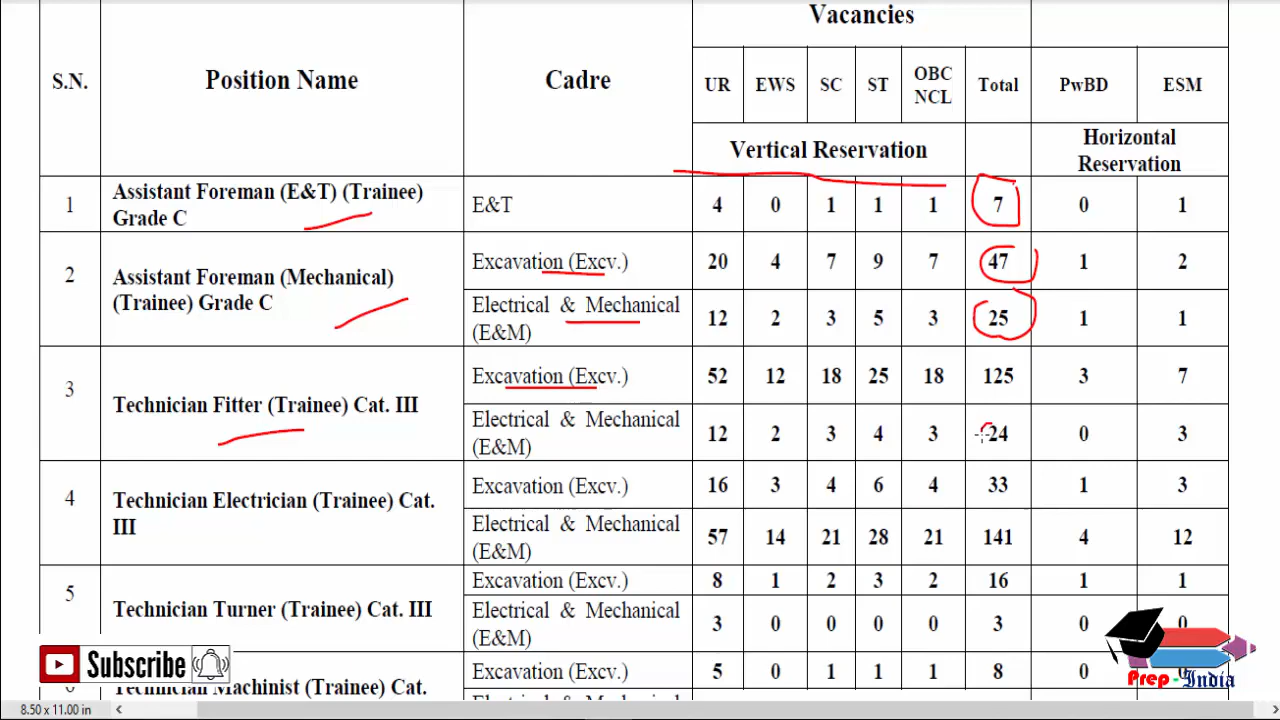 Vacancies
S.N. Position Name Cadre UR EWS SC ST OBC NCL Total PwBD ESM
Vertical Reservation Horizontal Reservation
1 Assistant Foreman (E&T) (Trainee) Grade C E&T 4 0 1 1 1 7 0 1
2 Assistant Foreman (Mechanical) (Trainee) Grade C Excavation (Excv.) 20 4 7 9 7 47 1 2
Electrical & Mechanical (E&M) 12 2 3 5 3 25 1 1
3 Technician Fitter (Trainee) Cat. III Excavation (Excv.) 52 12 18 25 18 125 3 7
Electrical & Mechanical (E&M) 12 2 3 4 3 24 0 3
4 Technician Electrician (Trainee) Cat. III Excavation (Excv.) 16 3 4 6 4 33 1 3
Electrical & Mechanical (E&M) 57 14 21 28 21 141 4 12
5 Technician Turner (Trainee) Cat. III Excavation (Excv.) 8 1 2 3 2 16 1 1
Electrical & Mechanical (E&M) 3 0 0 0 0 3 0 0
Technician Machinist (Trainee) Cat. Excavation (Excv.) 5 0 1 1 1 8 0
Subscribe
Prep-India
8.50 x 11.00 in